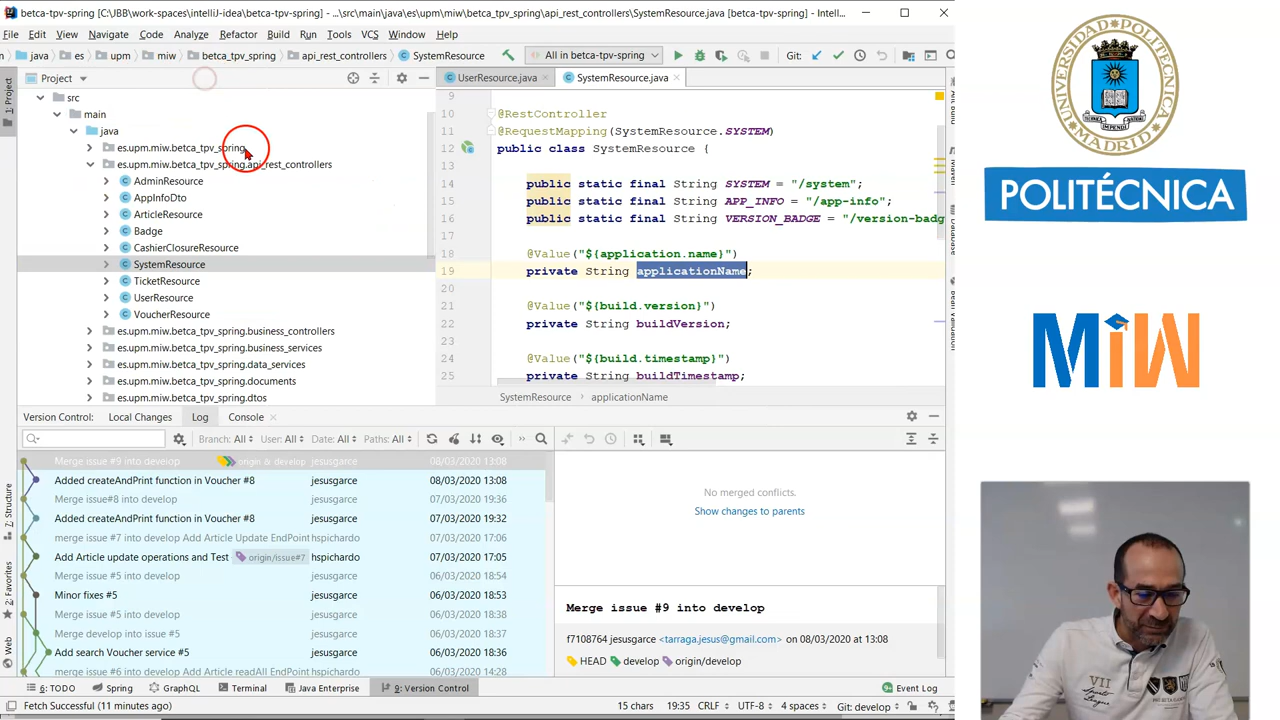 betca-tpv-spring [C:\JBB\work-spaces\intelliJ-idea\betca-tpv-spring] - ...\src\main\java\es\upm\miw\betca_tpv_spring\api_rest_controllers\SystemResource.java [betca-tpv-spring] - Intelli...
File Edit View Navigate Code Analyze Refactor Build Run Tools VCS Window Help
java es upm miw betca_tpv_spring api_rest_controllers SystemResource All in betca-tpv-spring Git:
Project
UserResource.java SystemResource.java
1: Project
src
main
java
es.upm.miw.betca_tpv_spring
es.upm.miw.betca_tpv_spring.api_rest_controllers
AdminResource
AppInfoDto
ArticleResource
Badge
CashierClosureResource
SystemResource
TicketResource
UserResource
VoucherResource
es.upm.miw.betca_tpv_spring.business_controllers
es.upm.miw.betca_tpv_spring.business_services
es.upm.miw.betca_tpv_spring.data_services
es.upm.miw.betca_tpv_spring.documents
es.upm.miw.betca_tpv_spring.dtos
9
10 @RestController
11 @RequestMapping(SystemResource.SYSTEM)
12 public class SystemResource {
14 public static final String SYSTEM = "/system";
15 public static final String APP_INFO = "/app-info";
16 public static final String VERSION_BADGE = "/version-badg
17
18 @Value("${application.name}")
19 private String applicationName;
21 @Value("${build.version}")
22 private String buildVersion;
24 @Value("${build.timestamp}")
25 private String buildTimestamp;
SystemResource applicationName
Version Control: Local Changes Log Console
Branch: All User: All Date: All Paths: All
Merge issue #9 into develop origin & develop jesusgarce 08/03/2020 13:08
Added createAndPrint function in Voucher #8 jesusgarce 08/03/2020 13:08
Merge issue#8 into develop jesusgarce 07/03/2020 19:36
Added createAndPrint function in Voucher #8 jesusgarce 07/03/2020 19:32
merge issue #7 into develop Add Article Update EndPoint hspichardo 07/03/2020 17:06
Add Article update operations and Test origin/issue#7 hspichardo 07/03/2020 17:05
Merge issue #5 into develop jesusgarce 06/03/2020 18:54
Minor fixes #5 jesusgarce 06/03/2020 18:53
Merge issue #5 into develop jesusgarce 06/03/2020 18:38
Merge develop into issue #5 jesusgarce 06/03/2020 18:37
Add search Voucher service #5 jesusgarce 06/03/2020 18:36
merge issue #6 into develop Add Article readAll EndPoint hspichardo 06/03/2020 14:28
No merged conflicts.
Show changes to parents
Merge issue #9 into develop
f7108764 jesusgarce <tarraga.jesus@gmail.com> on 08/03/2020 at 13:08
HEAD develop origin/develop
7: Structure
2: Favorites
Web
6: TODO Spring GraphQL Terminal Java Enterprise 9: Version Control Event Log
Fetch Successful (11 minutes ago) 15 chars 19:35 CRLF UTF-8 4 spaces Git: develop
UNIVERSIDAD POLITÉCNICA
DE MADRID
POLITÉCNICA
MiW
VII